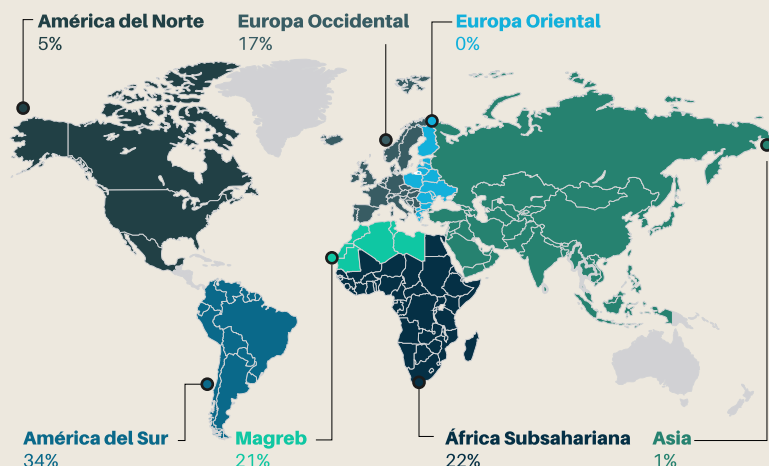 América del Norte
5%
Europa Occidental
17%
Europa Oriental
0%
América del Sur
34%
Magreb
21%
África Subsahariana
22%
Asia
1%